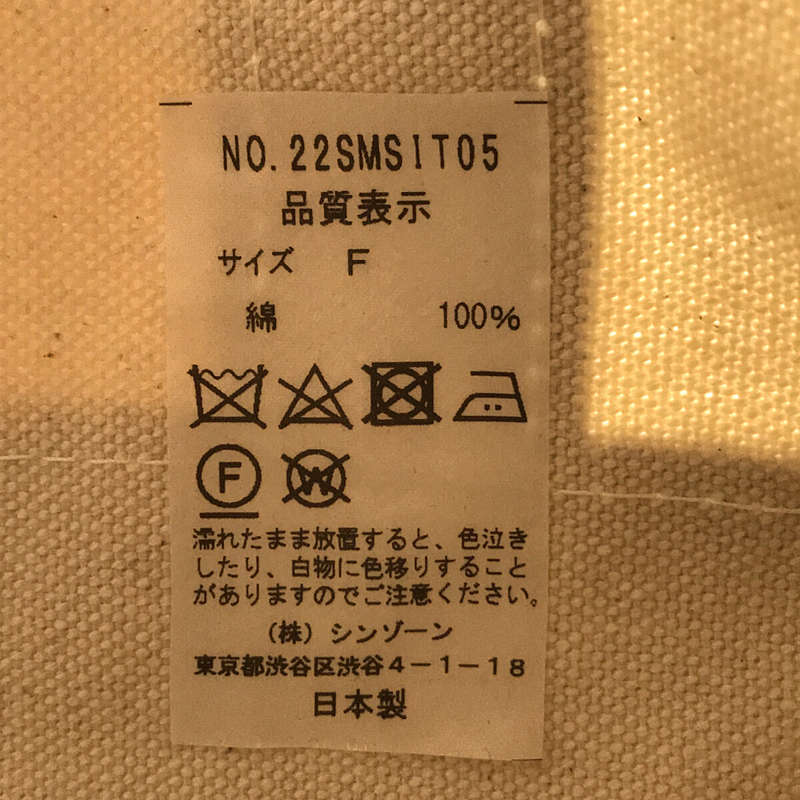 NO.22SMSIT05
品質表示
サイズ F
綿 100%
F W
濡れたまま放置すると、色泣き
したり、白物に色移りすること
がありますのでご注意ください。
(株) シンゾーン
東京都渋谷区渋谷4-1-18
日本製